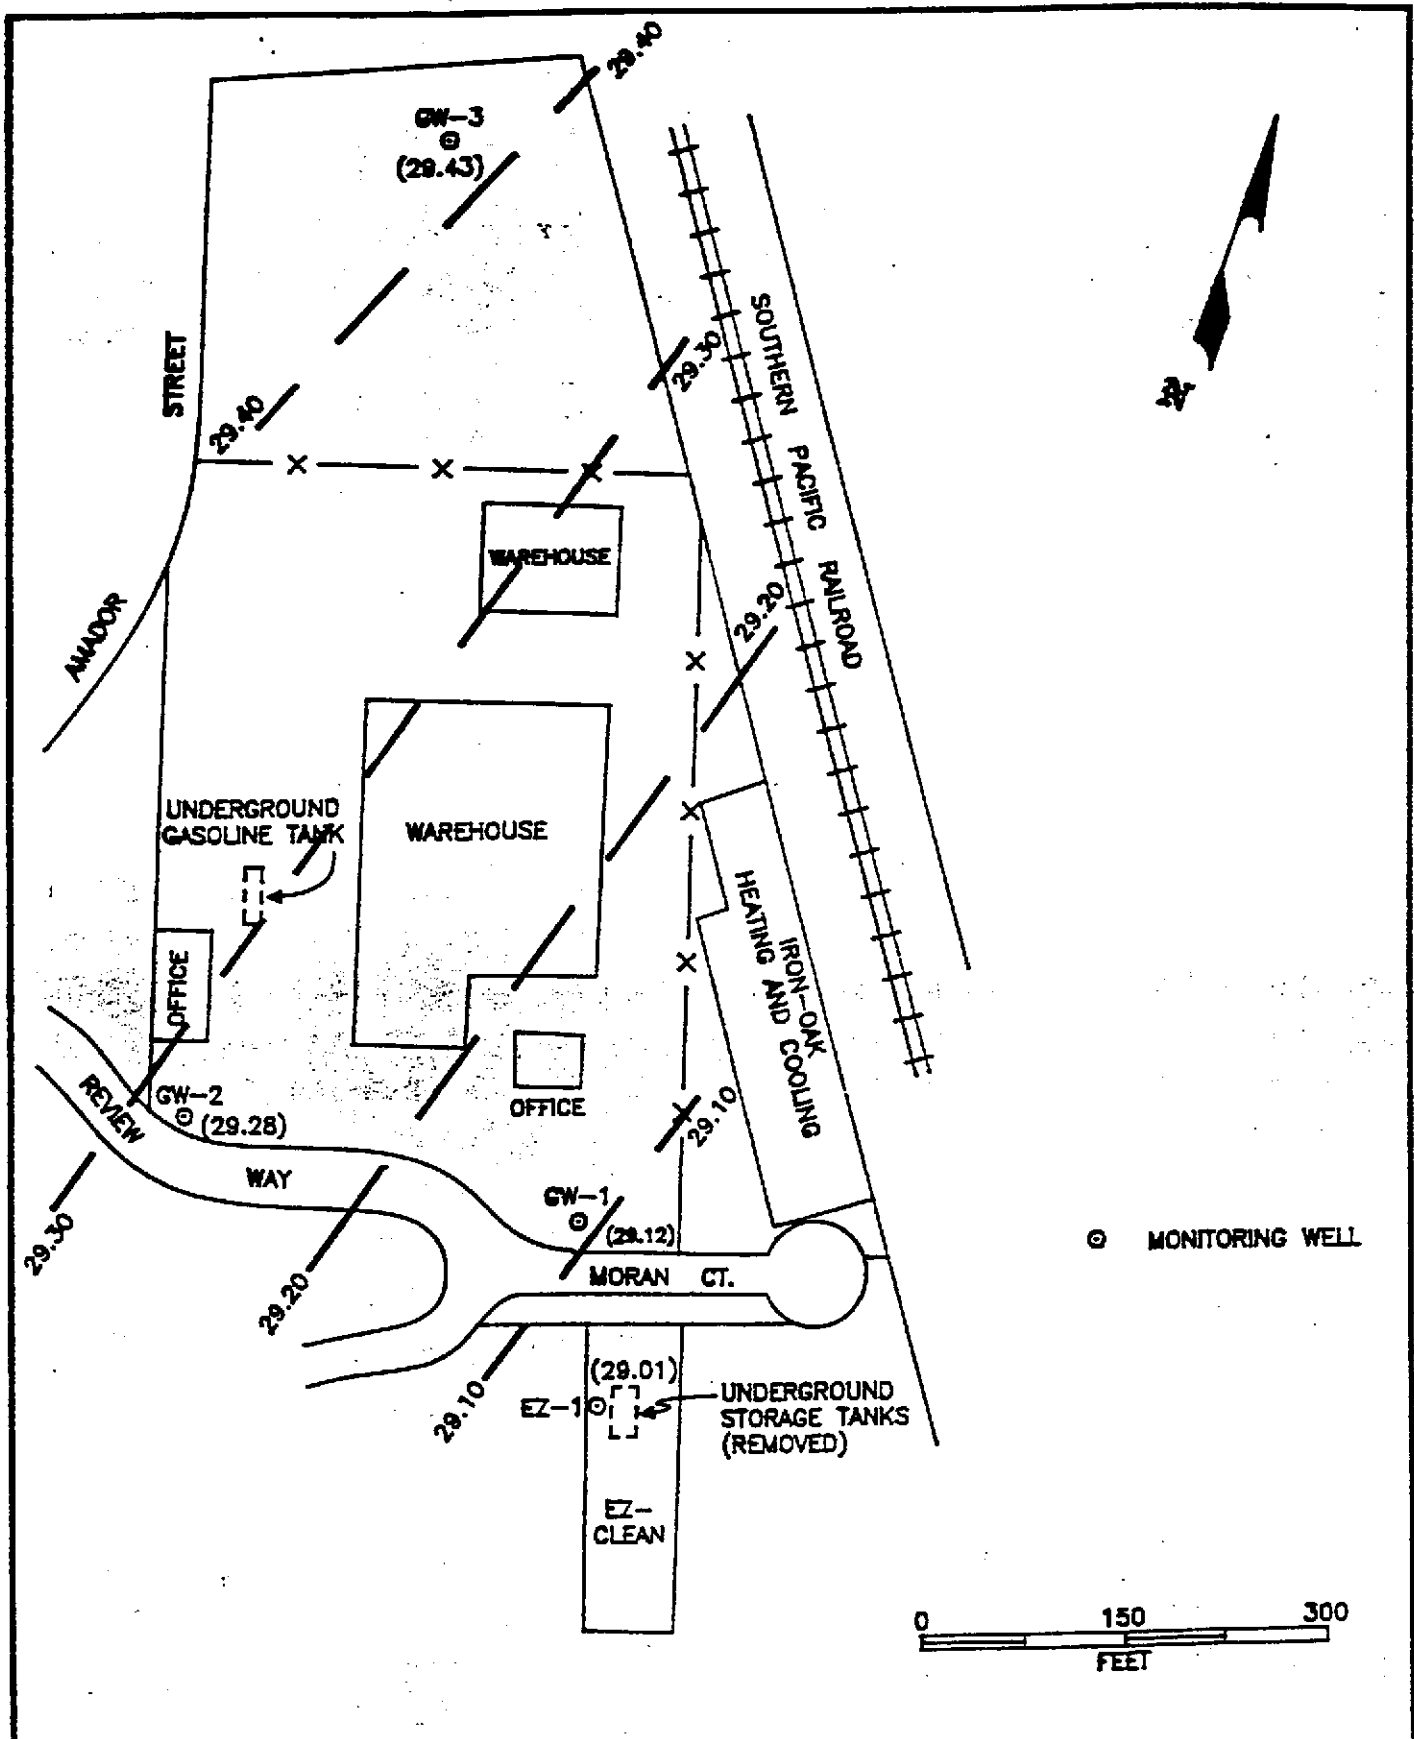 29.40
GW-3
(29.43)
STREET
29.40
29.30
SOUTHERN PACIFIC RAILROAD
N
WAREHOUSE
AMADOR
29.20
UNDERGROUND
GASOLINE TANK
WAREHOUSE
OFFICE
IRON-OAK
HEATING AND COOLING
REVIEW
GW-2
(29.28)
OFFICE
29.10
WAY
29.30
GW-1
(29.12)
MONITORING WELL
MORAN CT.
29.20
29.10
(29.01)
EZ-1
UNDERGROUND
STORAGE TANKS
(REMOVED)
EZ-
CLEAN
0 150 300
FEET